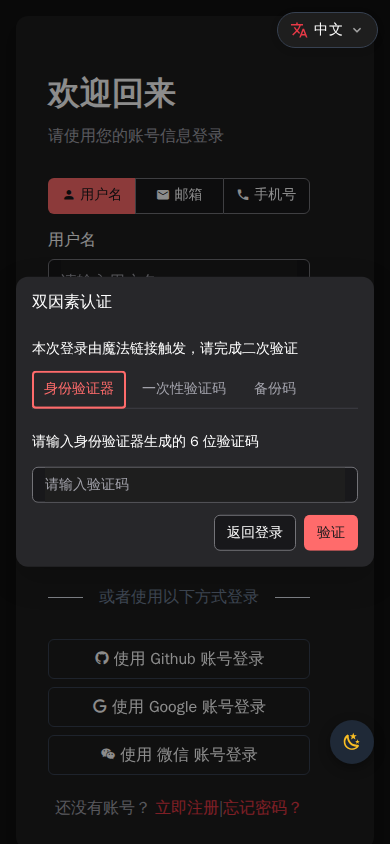 中文
欢迎回来
请使用您的账号信息登录
用户名
邮箱
手机号
用户名
双因素认证
本次登录由魔法链接触发，请完成二次验证
身份验证器
一次性验证码
备份码
请输入身份验证器生成的 6 位验证码
请输入验证码
返回登录
验证
或者使用以下方式登录
使用 Github 账号登录
使用 Google 账号登录
使用 微信 账号登录
还没有账号？ 立即注册|忘记密码？